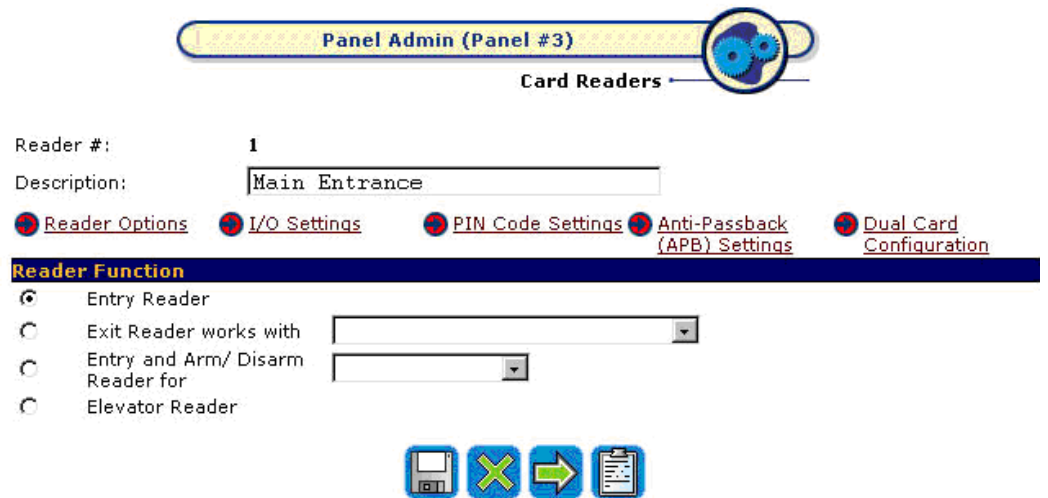 Panel Admin (Panel #3)
Card Readers
Reader #: 1
Description: Main Entrance
Reader Options I/O Settings PIN Code Settings Anti-Passback (APB) Settings Dual Card Configuration
Reader Function
Entry Reader
Exit Reader works with
Entry and Arm/ Disarm
Reader for
Elevator Reader